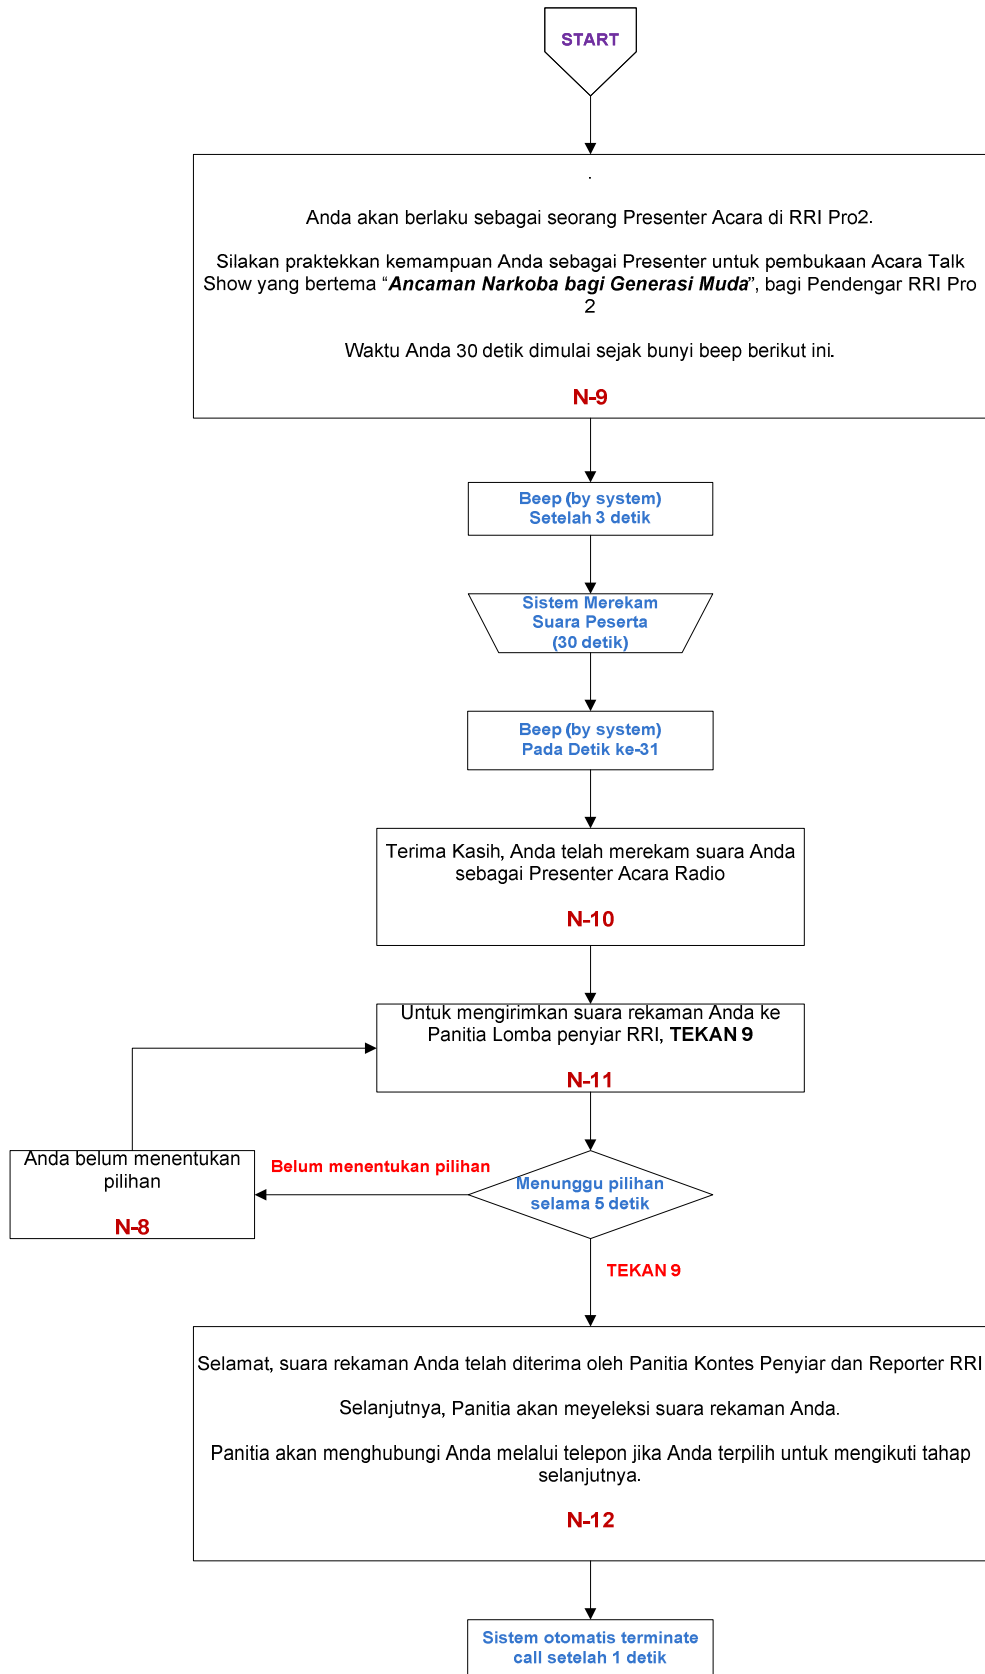 START
.
Anda akan berlaku sebagai seorang Presenter Acara di RRI Pro2.
Silakan praktekkan kemampuan Anda sebagai Presenter untuk pembukaan Acara Talk
Show yang bertema “Ancaman Narkoba bagi Generasi Muda”, bagi Pendengar RRI Pro
2
Waktu Anda 30 detik dimulai sejak bunyi beep berikut ini.
N-9
Beep (by system)
Setelah 3 detik
Sistem Merekam
Suara Peserta
(30 detik)
Beep (by system)
Pada Detik ke-31
Terima Kasih, Anda telah merekam suara Anda
sebagai Presenter Acara Radio
N-10
Untuk mengirimkan suara rekaman Anda ke
Panitia Lomba penyiar RRI, TEKAN 9
N-11
Menunggu pilihan
selama 5 detik
Belum menentukan pilihan
Anda belum menentukan
pilihan
N-8
TEKAN 9
Selamat, suara rekaman Anda telah diterima oleh Panitia Kontes Penyiar dan Reporter RRI
Selanjutnya, Panitia akan meyeleksi suara rekaman Anda.
Panitia akan menghubungi Anda melalui telepon jika Anda terpilih untuk mengikuti tahap
selanjutnya.
N-12
Sistem otomatis terminate
call setelah 1 detik